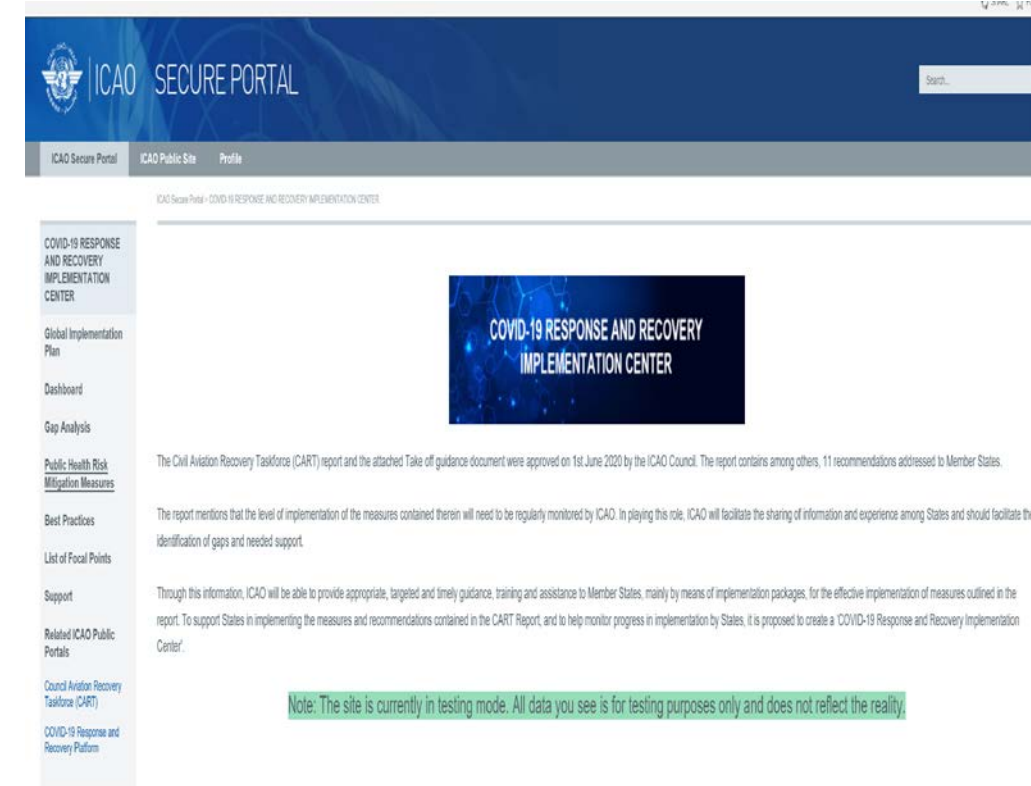 ICAO SECURE PORTAL
Search...
ICAO Secure Portal ICAO Public Site Profile
ICAO Secure Portal > COVID-19 RESPONSE AND RECOVERY IMPLEMENTATION CENTER
COVID-19 RESPONSE
AND RECOVERY
IMPLEMENTATION
CENTER
Global Implementation
Plan
Dashboard
Gap Analysis
Public Health Risk
Mitigation Measures
Best Practices
List of Focal Points
Support
Related ICAO Public
Portals
Council Aviation Recovery
Taskforce (CART)
COVID-19 Response and
Recovery Platform
COVID-19 RESPONSE AND RECOVERY
IMPLEMENTATION CENTER
The Civil Aviation Recovery Taskforce (CART) report and the attached Take off guidance document were approved on 1st June 2020 by the ICAO Council. The report contains among others, 11 recommendations addressed to Member States.
The report mentions that the level of implementation of the measures contained therein will need to be regularly monitored by ICAO. In playing this role, ICAO will facilitate the sharing of information and experience among States and should facilitate the
identification of gaps and needed support.
Through this information, ICAO will be able to provide appropriate, targeted and timely guidance, training and assistance to Member States, mainly by means of implementation packages, for the effective implementation of measures outlined in the
report. To support States in implementing the measures and recommendations contained in the CART Report, and to help monitor progress in implementation by States, it is proposed to create a 'COVID-19 Response and Recovery Implementation
Center'.
Note: The site is currently in testing mode. All data you see is for testing purposes only and does not reflect the reality.